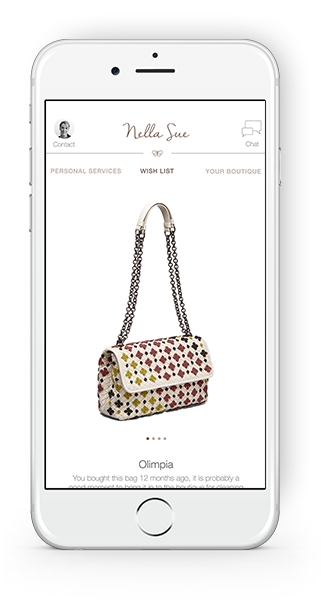 Nella Sue
Contact
Chat
PERSONAL SERVICES
WISH LIST
YOUR BOUTIQUE
Olimpia
You bought this bag 12 months ago, it is probably a
good moment to bring it in to the boutique for cleaning